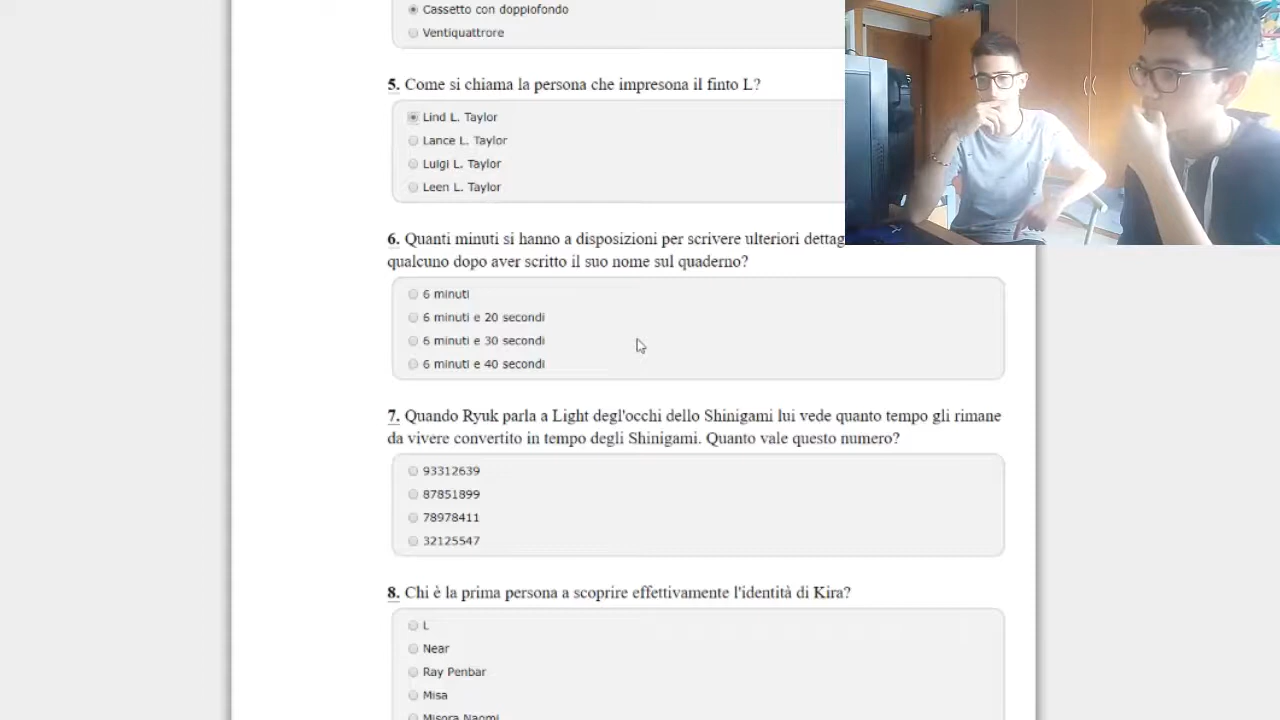 Cassetto con doppiofondo
Ventiquattrore
5. Come si chiama la persona che impresona il finto L?
Lind L. Taylor
Lance L. Taylor
Luigi L. Taylor
Leen L. Taylor
6. Quanti minuti si hanno a disposizioni per scrivere ulteriori dettag
qualcuno dopo aver scritto il suo nome sul quaderno?
6 minuti
6 minuti e 20 secondi
6 minuti e 30 secondi
6 minuti e 40 secondi
7. Quando Ryuk parla a Light degl'occhi dello Shinigami lui vede quanto tempo gli rimane
da vivere convertito in tempo degli Shinigami. Quanto vale questo numero?
93312639
87851899
78978411
32125547
8. Chi è la prima persona a scoprire effettivamente l'identità di Kira?
L
Near
Ray Penbar
Misa
Misora Naomi